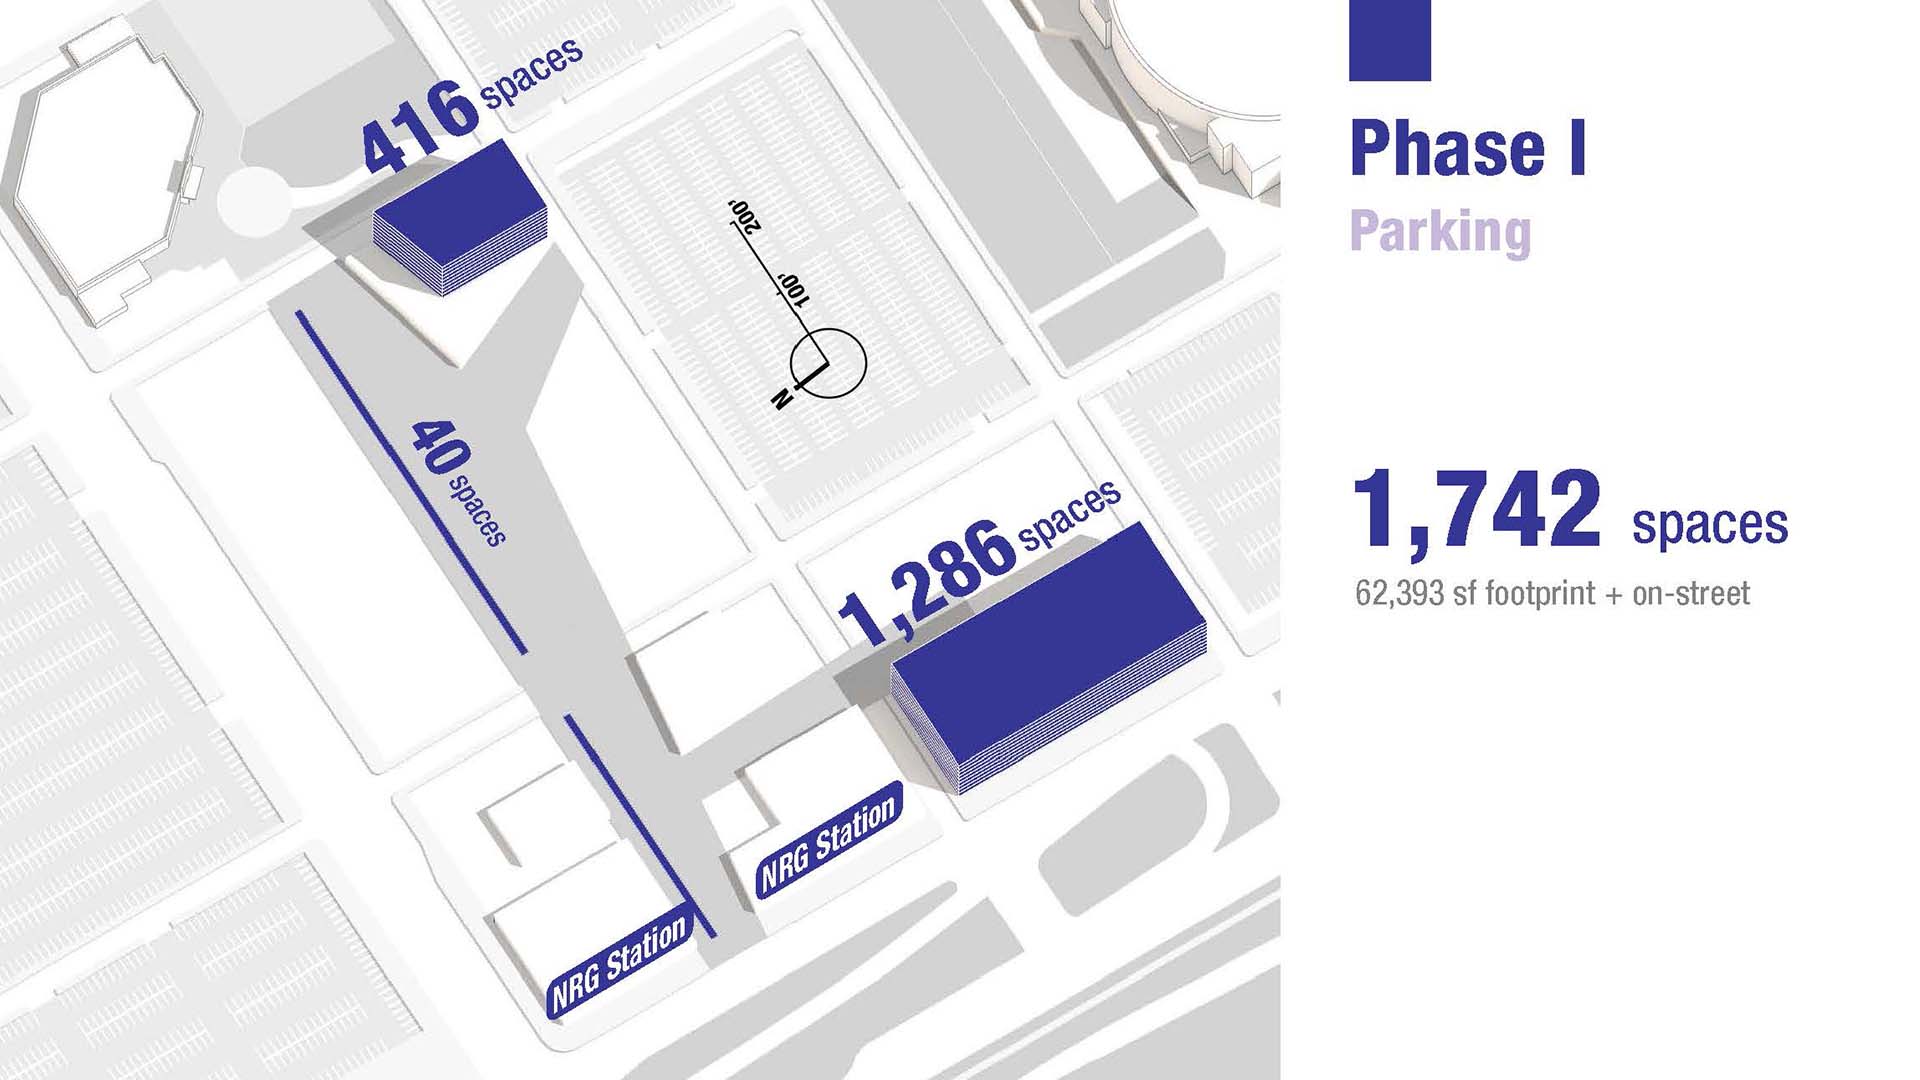 416 spaces
200'
100'
N
40 spaces
1,286 spaces
NRG Station
NRG Station
Phase I
Parking
1,742 spaces
62,393 sf footprint + on-street